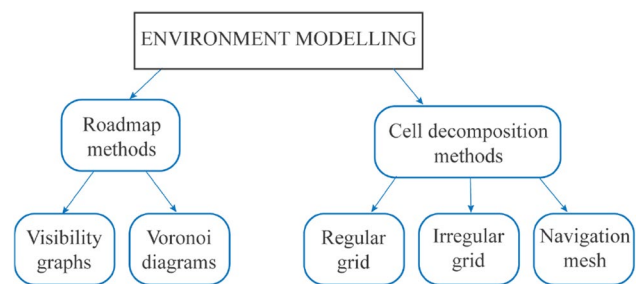 ENVIRONMENT MODELLING
Roadmap
methods
Cell decomposition
methods
Visibility
graphs
Voronoi
diagrams
Regular
grid
Irregular
grid
Navigation
mesh